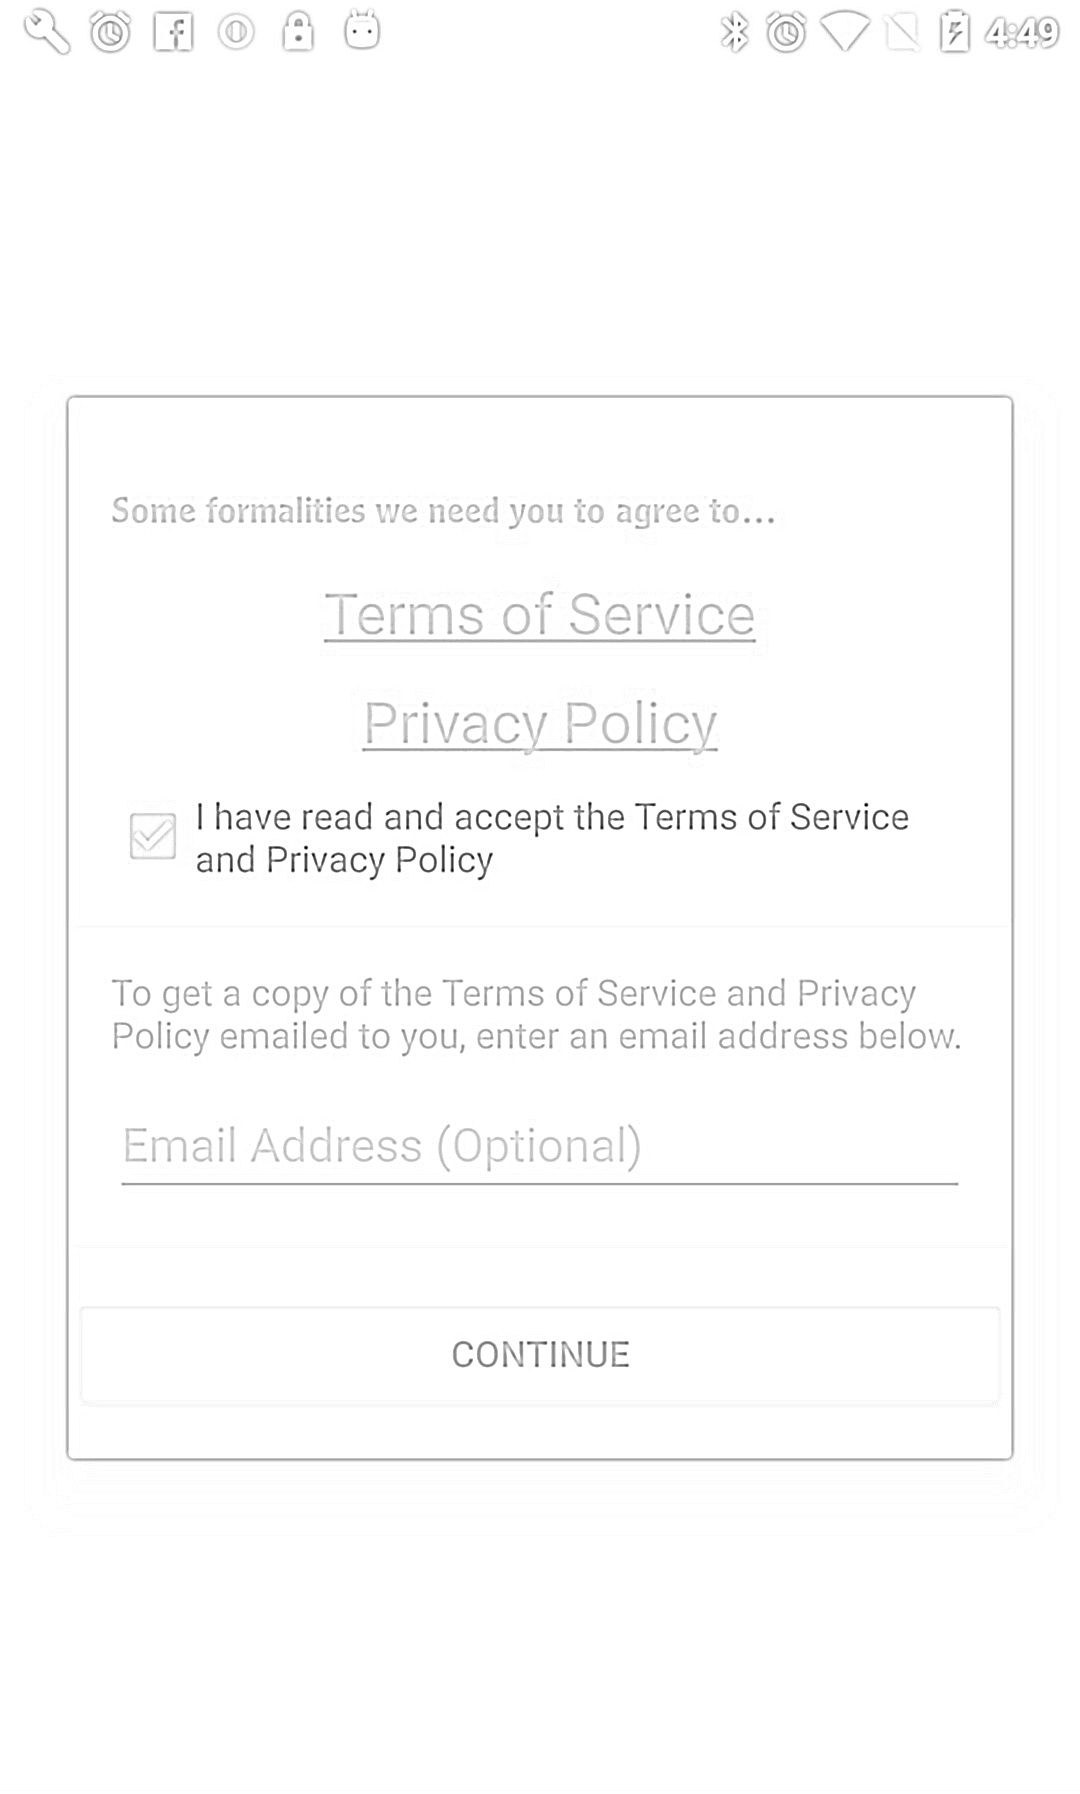 4:49
Some formalities we need you to agree to...
Terms of Service
Privacy Policy
I have read and accept the Terms of Service
and Privacy Policy
To get a copy of the Terms of Service and Privacy
Policy emailed to you, enter an email address below.
Email Address (Optional)
CONTINUE